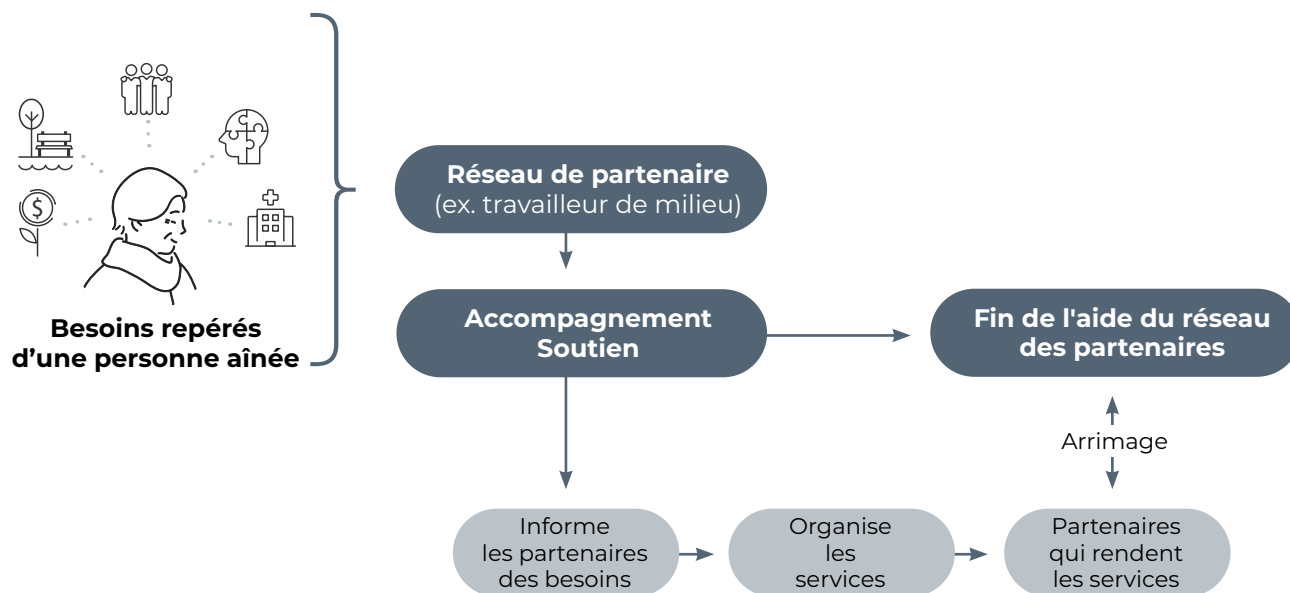 Besoins repérés
d’une personne aînée
Réseau de partenaire
(ex. travailleur de milieu)
Accompagnement
Soutien
Fin de l'aide du réseau
des partenaires
Arrimage
Informe
les partenaires
des besoins
Organise
les
services
Partenaires
qui rendent
les services
$